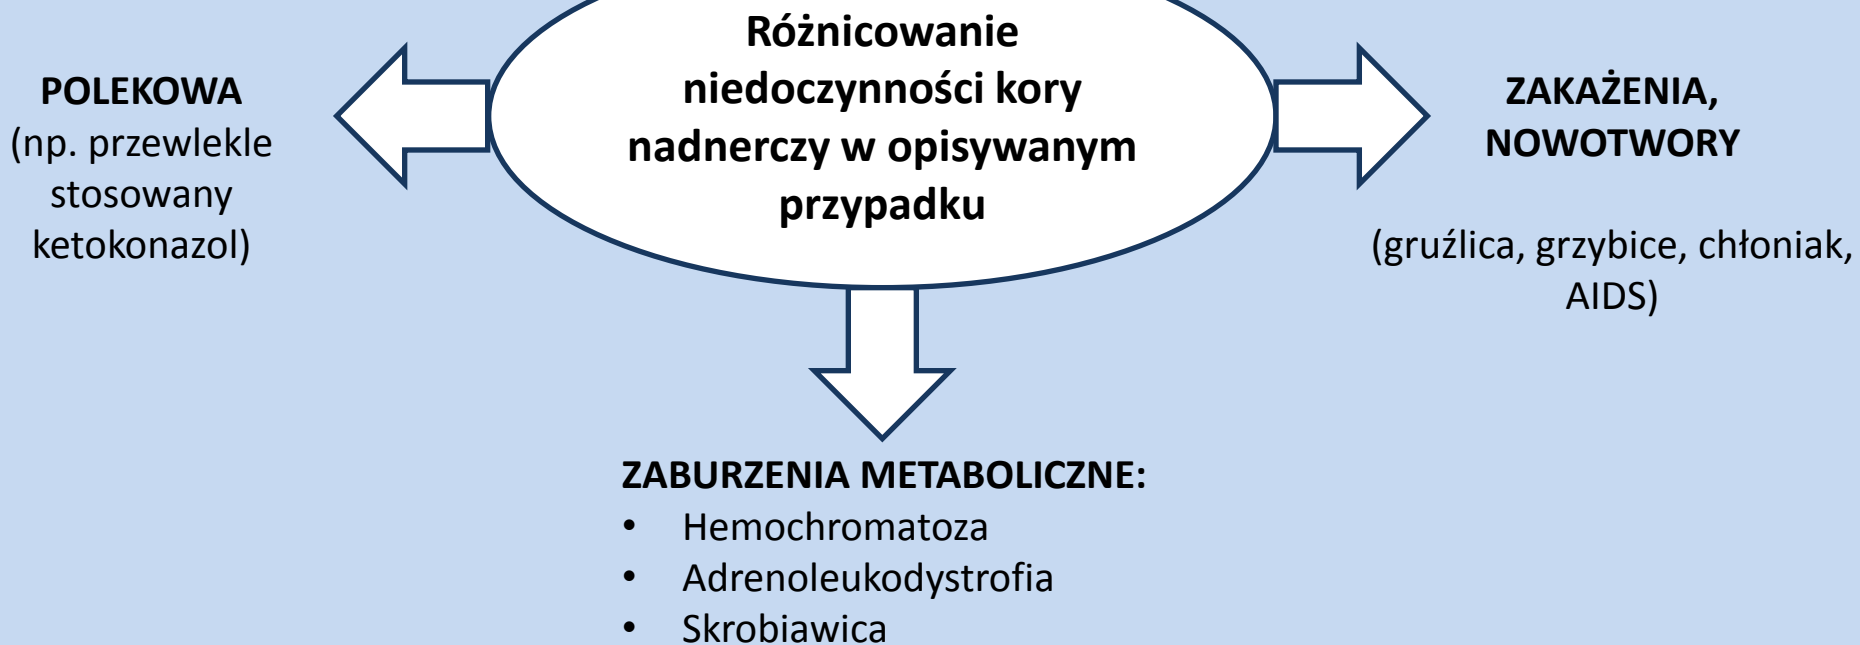 Różnicowanie
niedoczynności kory
nadnerczy w opisywanym
przypadku
POLEKOWA
(np. przewlekle
stosowany
ketokonazol)
ZAKAŻENIA,
NOWOTWORY
(gruźlica, grzybice, chłoniak,
AIDS)
ZABURZENIA METABOLICZNE:
• Hemochromatoza
• Adrenoleukodystrofia
• Skrobiawica